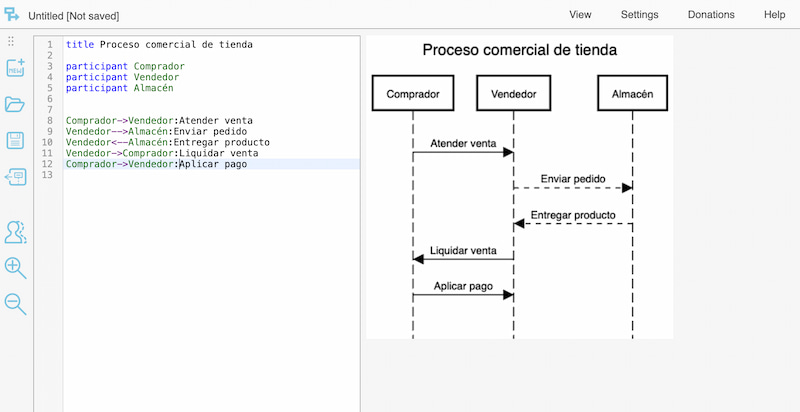 Untitled [Not saved]
View
Settings
Donations
Help
NEW
1 title Proceso comercial de tienda
2
3 participant Comprador
4 participant Vendedor
5 participant Almacén
6
7
8 Comprador->Vendedor:Atender venta
9 Vendedor-->Almacén:Enviar pedido
10 Vendedor<--Almacén:Entregar producto
11 Vendedor->Comprador:Liquidar venta
12 Comprador->Vendedor:Aplicar pago
13
Proceso comercial de tienda
Comprador
Vendedor
Almacén
Atender venta
Enviar pedido
Entregar producto
Liquidar venta
Aplicar pago